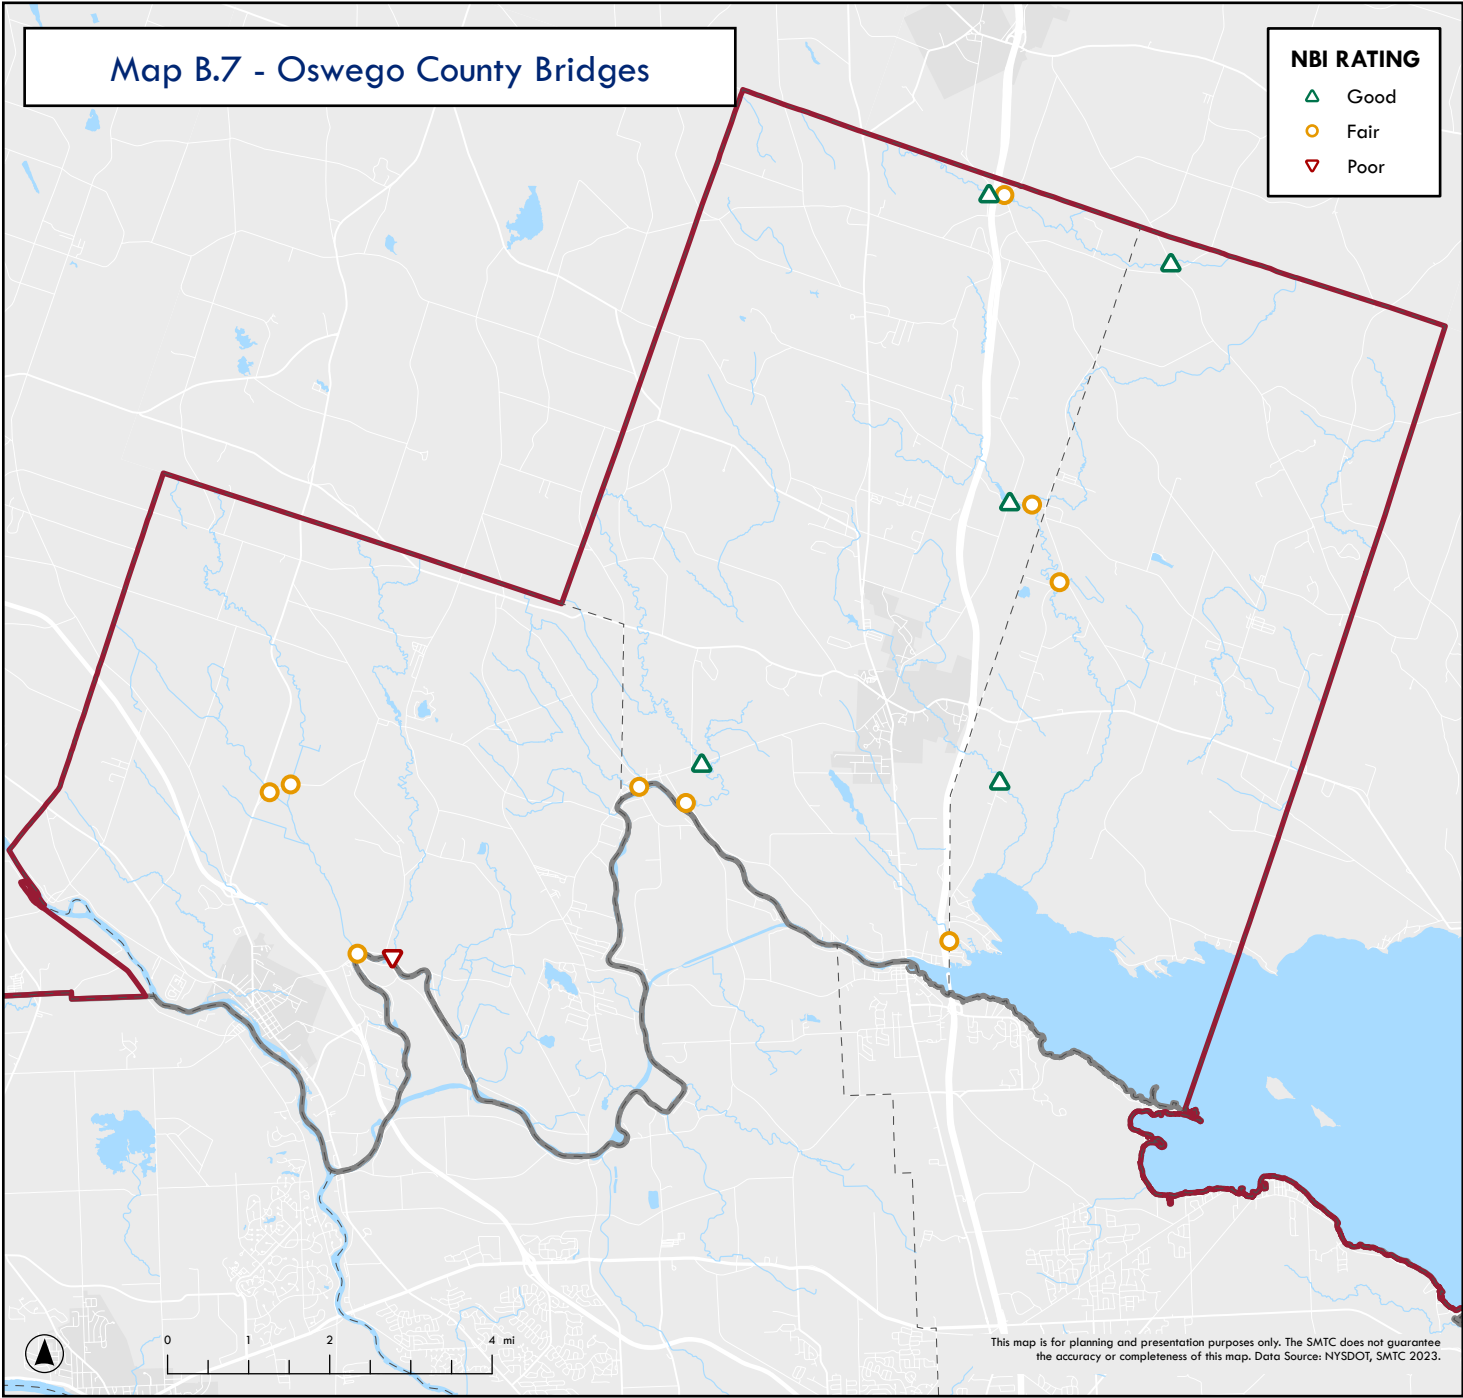 Map B.7 - Oswego County Bridges
NBI RATING
Good
Fair
Poor
0 1 2 4 mi
This map is for planning and presentation purposes only. The SMTC does not guarantee
the accuracy or completeness of this map. Data Source: NYSDOT, SMTC 2023.